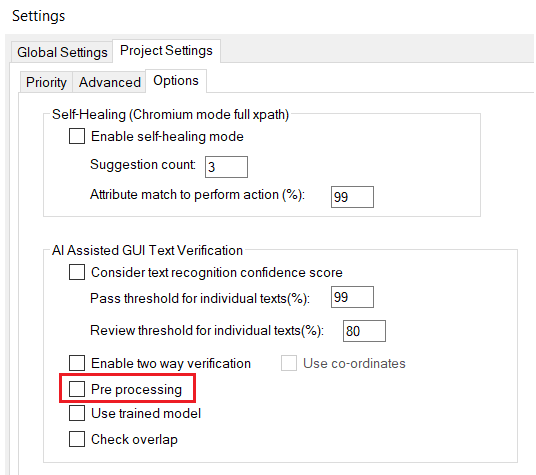 Settings
Global Settings Project Settings
Priority Advanced Options
Self-Healing (Chromium mode full xpath)
Enable self-healing mode
Suggestion count: 3
Attribute match to perform action (%): 99
AI Assisted GUI Text Verification
Consider text recognition confidence score
Pass threshold for individual texts(%): 99
Review threshold for individual texts(%): 80
Enable two way verification Use co-ordinates
Pre processing
Use trained model
Check overlap